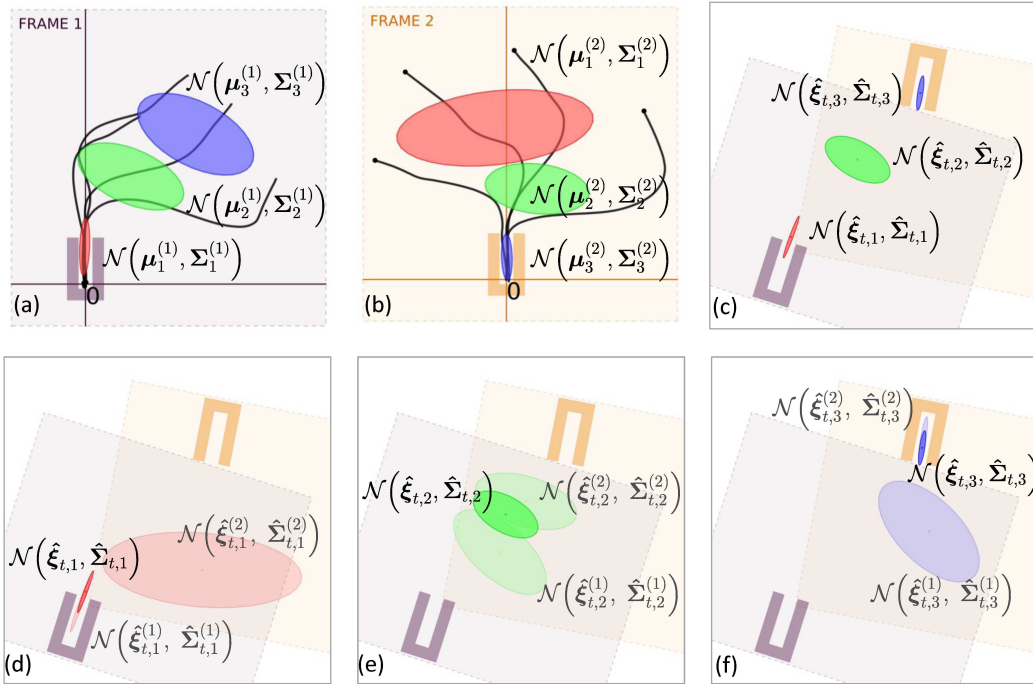 FRAME 1
𝒩(μ₃⁽¹⁾, Σ₃⁽¹⁾)
𝒩(μ₂⁽¹⁾, Σ₂⁽¹⁾)
𝒩(μ₁⁽¹⁾, Σ₁⁽¹⁾)
0
(a)
FRAME 2
𝒩(μ₁⁽²⁾, Σ₁⁽²⁾)
𝒩(μ₂⁽²⁾, Σ₂⁽²⁾)
𝒩(μ₃⁽²⁾, Σ₃⁽²⁾)
0
(b)
𝒩(ξ̂ₜ,₃, Σ̂ₜ,₃)
𝒩(ξ̂ₜ,₂, Σ̂ₜ,₂)
𝒩(ξ̂ₜ,₁, Σ̂ₜ,₁)
(c)
𝒩(ξ̂ₜ,₁⁽²⁾, Σ̂ₜ,₁⁽²⁾)
𝒩(ξ̂ₜ,₁, Σ̂ₜ,₁)
𝒩(ξ̂ₜ,₁⁽¹⁾, Σ̂ₜ,₁⁽¹⁾)
(d)
𝒩(ξ̂ₜ,₂, Σ̂ₜ,₂)
𝒩(ξ̂ₜ,₂⁽²⁾, Σ̂ₜ,₂⁽²⁾)
𝒩(ξ̂ₜ,₂⁽¹⁾, Σ̂ₜ,₂⁽¹⁾)
(e)
𝒩(ξ̂ₜ,₃⁽²⁾, Σ̂ₜ,₃⁽²⁾)
𝒩(ξ̂ₜ,₃, Σ̂ₜ,₃)
𝒩(ξ̂ₜ,₃⁽¹⁾, Σ̂ₜ,₃⁽¹⁾)
(f)